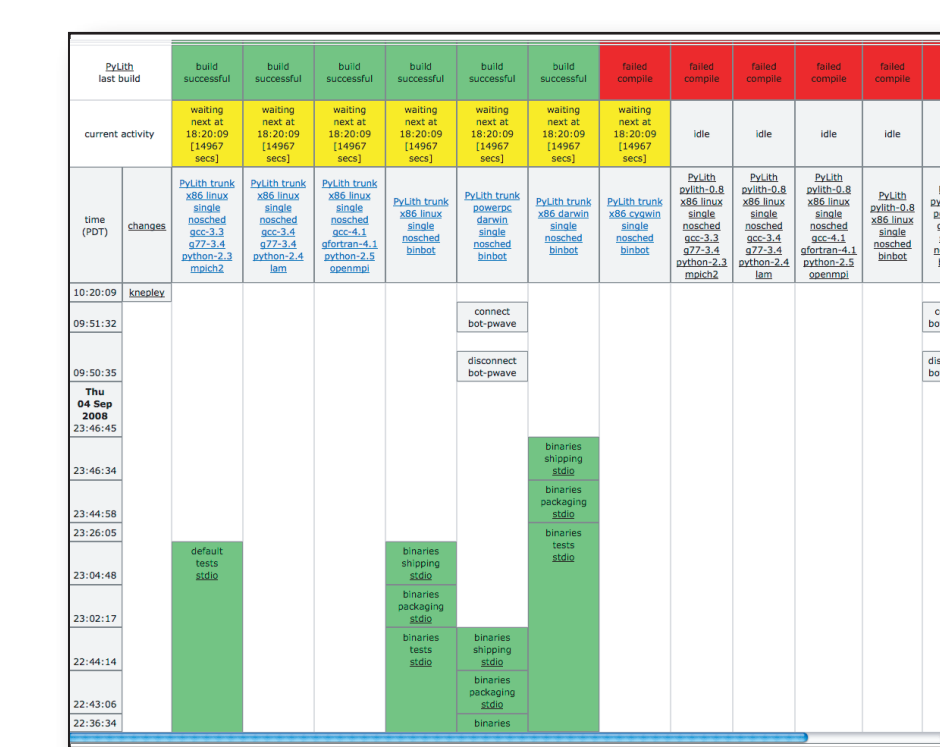 PyLith
last build
build
successful
build
successful
build
successful
build
successful
build
successful
build
successful
failed
compile
failed
compile
failed
compile
failed
compile
failed
compile
current activity
waiting
next at
18:20:09
[14967
secs]
waiting
next at
18:20:09
[14967
secs]
waiting
next at
18:20:09
[14967
secs]
waiting
next at
18:20:09
[14967
secs]
waiting
next at
18:20:09
[14967
secs]
waiting
next at
18:20:09
[14967
secs]
waiting
next at
18:20:09
[14967
secs]
idle
idle
idle
idle
time
(PDT)
changes
PyLith trunk
x86 linux
single
nosched
gcc-3.3
g77-3.4
python-2.3
mpich2
PyLith trunk
x86 linux
single
nosched
gcc-3.4
g77-3.4
python-2.4
lam
PyLith trunk
x86 linux
single
nosched
gcc-4.1
gfortran-4.1
python-2.5
openmpi
PyLith trunk
x86 linux
single
nosched
binbot
PyLith trunk
powerpc
darwin
single
nosched
binbot
PyLith trunk
x86 darwin
single
nosched
binbot
PyLith trunk
x86 cygwin
single
nosched
binbot
PyLith
pylith-0.8
x86 linux
single
nosched
gcc-3.3
g77-3.4
python-2.3
mpich2
PyLith
pylith-0.8
x86 linux
single
nosched
gcc-3.4
g77-3.4
python-2.4
lam
PyLith
pylith-0.8
x86 linux
single
nosched
gcc-4.1
gfortran-4.1
python-2.5
openmpi
PyLith
pylith-0.8
x86 linux
single
nosched
binbot
10:20:09
knepley
09:51:32
connect
bot-pwave
09:50:35
disconnect
bot-pwave
Thu
04 Sep
2008
23:46:45
23:46:34
binaries
shipping
stdio
23:44:58
binaries
packaging
stdio
23:26:05
binaries
tests
stdio
23:04:48
default
tests
stdio
binaries
shipping
stdio
23:02:17
binaries
packaging
stdio
22:44:14
binaries
tests
stdio
binaries
shipping
stdio
22:43:06
binaries
packaging
stdio
22:36:34
binaries